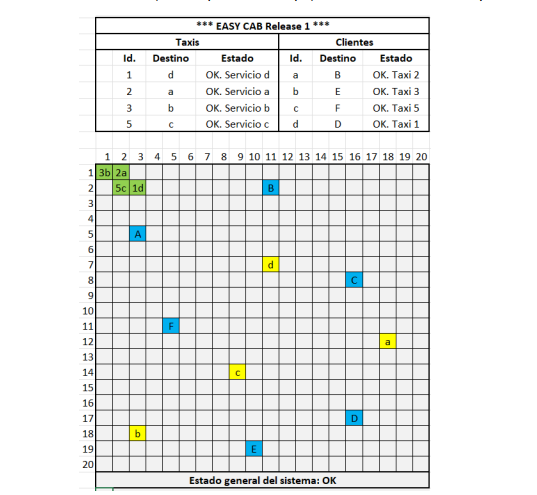 *** EASY CAB Release 1 ***
Taxis Clientes
Id. Destino Estado Id. Destino Estado
1 d OK. Servicio d a B OK. Taxi 2
2 a OK. Servicio a b E OK. Taxi 3
3 b OK. Servicio b c F OK. Taxi 5
5 c OK. Servicio c d D OK. Taxi 1
1 2 3 4 5 6 7 8 9 10 11 12 13 14 15 16 17 18 19 20
1 3b 2a
2 5c 1d B
3
4
5 A
6
7 d
8 C
9
10
11 F
12 a
13
14 c
15
16
17 D
18 b
19 E
20
Estado general del sistema: OK